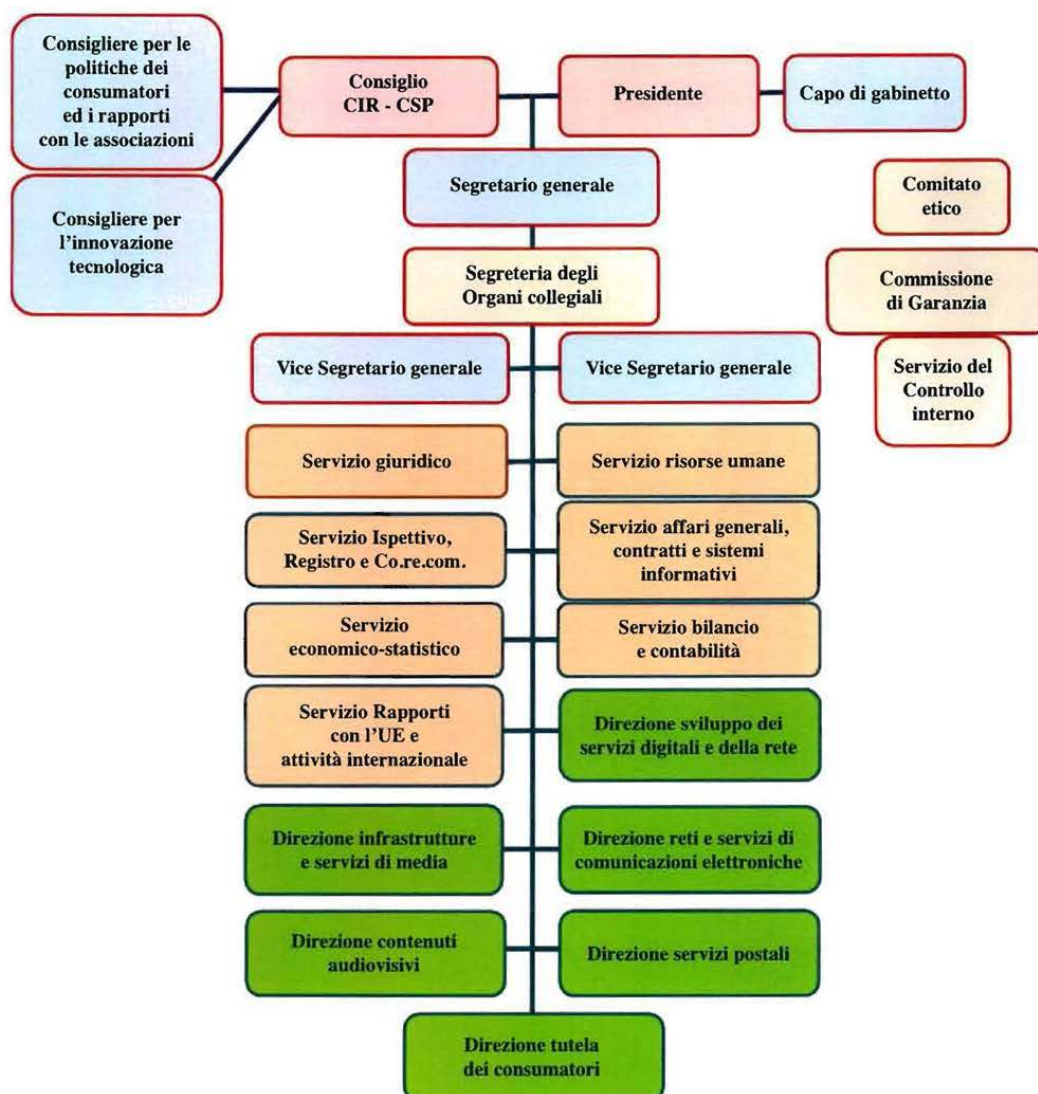 Consigliere per le
politiche dei
consumatori
ed i rapporti
con le associazioni
Consiglio
CIR - CSP
Presidente
Capo di gabinetto
Consigliere per
l'innovazione
tecnologica
Segretario generale
Comitato
etico
Segreteria degli
Organi collegiali
Commissione
di Garanzia
Vice Segretario generale
Vice Segretario generale
Servizio del
Controllo
interno
Servizio giuridico
Servizio risorse umane
Servizio Ispettivo,
Registro e Co.re.com.
Servizio affari generali,
contratti e sistemi
informativi
Servizio
economico-statistico
Servizio bilancio
e contabilità
Servizio Rapporti
con l'UE e
attività internazionale
Direzione sviluppo dei
servizi digitali e della rete
Direzione infrastrutture
e servizi di media
Direzione reti e servizi di
comunicazioni elettroniche
Direzione contenuti
audiovisivi
Direzione servizi postali
Direzione tutela
dei consumatori